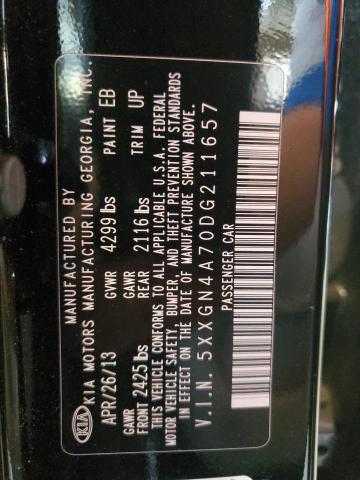 KIA
MANUFACTURED BY
KIA MOTORS MANUFACTURING GEORGIA, INC.
APR/26/13 GVWR 4299 lbs PAINT EB
GAWR FRONT 2425 lbs GAWR REAR 2116 lbs TRIM UP
THIS VEHICLE CONFORMS TO ALL APPLICABLE U.S.A. FEDERAL
MOTOR VEHICLE SAFETY, BUMPER, AND THEFT PREVENTION STANDARDS
IN EFFECT ON THE DATE OF MANUFACTURE SHOWN ABOVE.
V.I.N. 5XXGN4A70DG211657
PASSENGER CAR